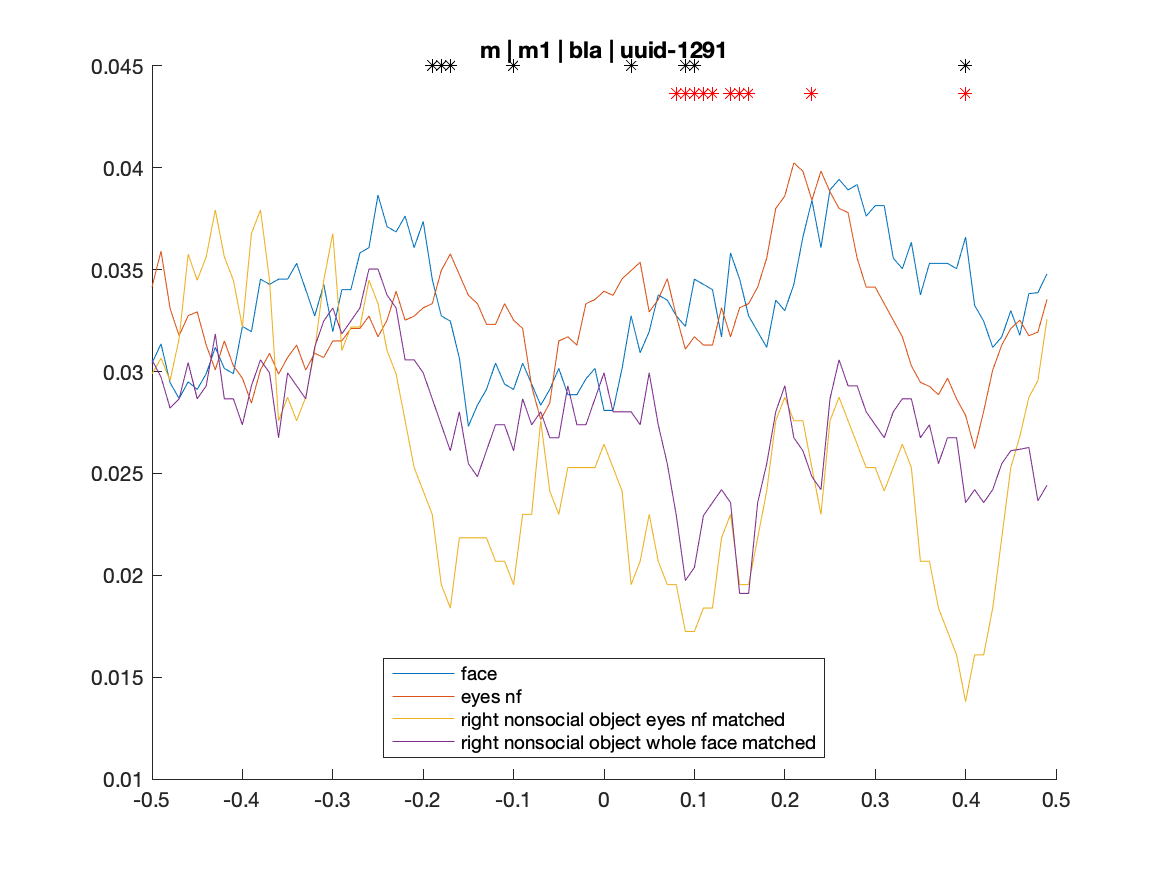 m | m1 | bla | uuid-1291
0.045
0.04
0.035
0.03
0.025
0.02
0.015
0.01
face
eyes nf
right nonsocial object eyes nf matched
right nonsocial object whole face matched
-0.5 -0.4 -0.3 -0.2 -0.1 0 0.1 0.2 0.3 0.4 0.5